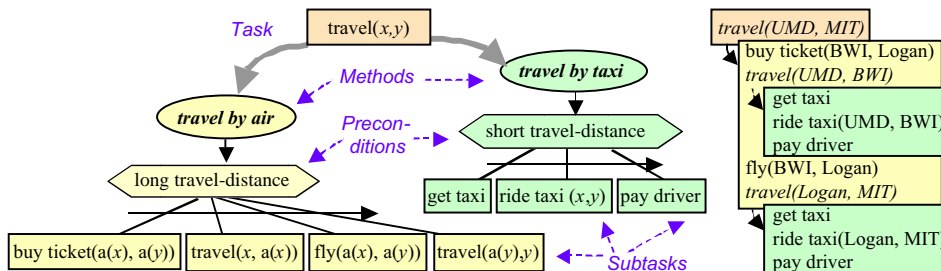 Task
travel(x,y)
travel(UMD, MIT)
buy ticket(BWI, Logan)
travel(UMD, BWI)
get taxi
ride taxi(UMD, BWI)
pay driver
fly(BWI, Logan)
travel(Logan, MIT)
get taxi
ride taxi(Logan, MIT)
pay driver
Methods
travel by taxi
travel by air
Precon-
ditions
short travel-distance
long travel-distance
get taxi
ride taxi (x,y)
pay driver
buy ticket(a(x), a(y))
travel(x, a(x))
fly(a(x), a(y))
travel(a(y),y)
Subtasks